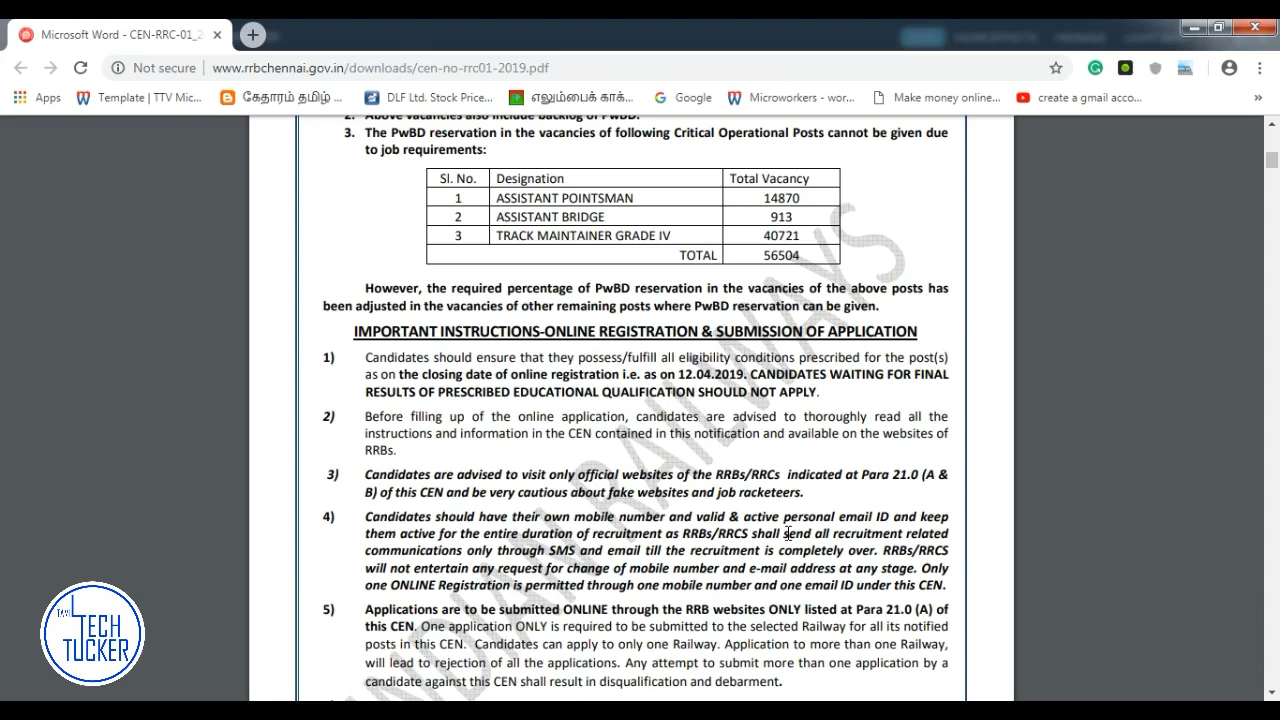 Microsoft Word - CEN-RRC-01_2
Not secure
www.rrbchennai.gov.in/downloads/cen-no-rrc01-2019.pdf
Apps
Template | TTV Mic...
கேதாரம் தமிழ் ...
DLF Ltd. Stock Price...
எலும்பைக் காக்...
Google
Microworkers - wor...
Make money online...
create a gmail acco...
»
2. Above vacancies also include backlog of PwBD.
3. The PwBD reservation in the vacancies of following Critical Operational Posts cannot be given due
to job requirements:
Sl. No. Designation Total Vacancy
1 ASSISTANT POINTSMAN 14870
2 ASSISTANT BRIDGE 913
3 TRACK MAINTAINER GRADE IV 40721
TOTAL 56504
However, the required percentage of PwBD reservation in the vacancies of the above posts has
been adjusted in the vacancies of other remaining posts where PwBD reservation can be given.
IMPORTANT INSTRUCTIONS-ONLINE REGISTRATION & SUBMISSION OF APPLICATION
1) Candidates should ensure that they possess/fulfill all eligibility conditions prescribed for the post(s)
as on the closing date of online registration i.e. as on 12.04.2019. CANDIDATES WAITING FOR FINAL
RESULTS OF PRESCRIBED EDUCATIONAL QUALIFICATION SHOULD NOT APPLY.
2) Before filling up of the online application, candidates are advised to thoroughly read all the
instructions and information in the CEN contained in this notification and available on the websites of
RRBs.
3) Candidates are advised to visit only official websites of the RRBs/RRCs indicated at Para 21.0 (A &
B) of this CEN and be very cautious about fake websites and job racketeers.
4) Candidates should have their own mobile number and valid & active personal email ID and keep
them active for the entire duration of recruitment as RRBs/RRCS shall send all recruitment related
communications only through SMS and email till the recruitment is completely over. RRBs/RRCS
will not entertain any request for change of mobile number and e-mail address at any stage. Only
one ONLINE Registration is permitted through one mobile number and one email ID under this CEN.
5) Applications are to be submitted ONLINE through the RRB websites ONLY listed at Para 21.0 (A) of
this CEN. One application ONLY is required to be submitted to the selected Railway for all its notified
posts in this CEN. Candidates can apply to only one Railway. Application to more than one Railway,
will lead to rejection of all the applications. Any attempt to submit more than one application by a
candidate against this CEN shall result in disqualification and debarment.
INDIAN RAILWAYS
TAMIL
TECH
TUCKER